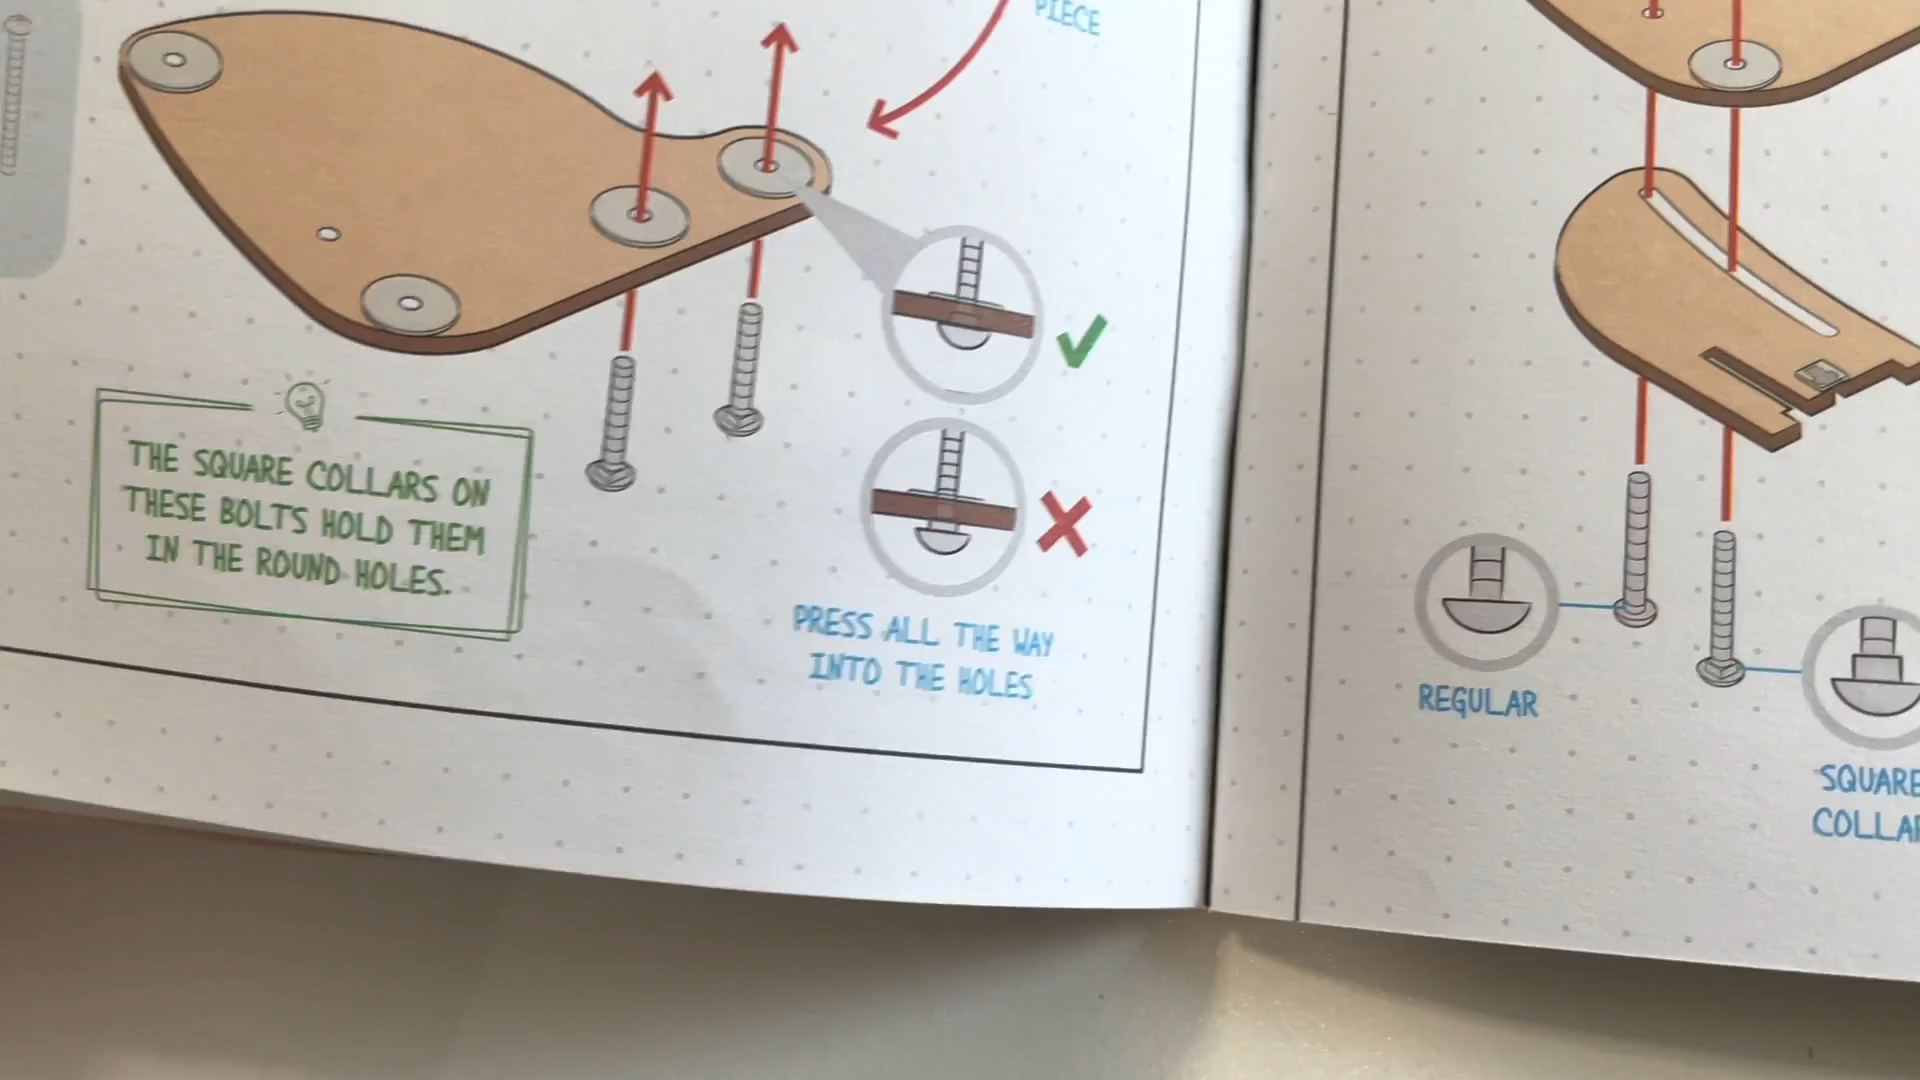 PIECE
THE SQUARE COLLARS ON
THESE BOLTS HOLD THEM
IN THE ROUND HOLES.
PRESS ALL THE WAY
INTO THE HOLES
REGULAR
SQUARE
COLLAR